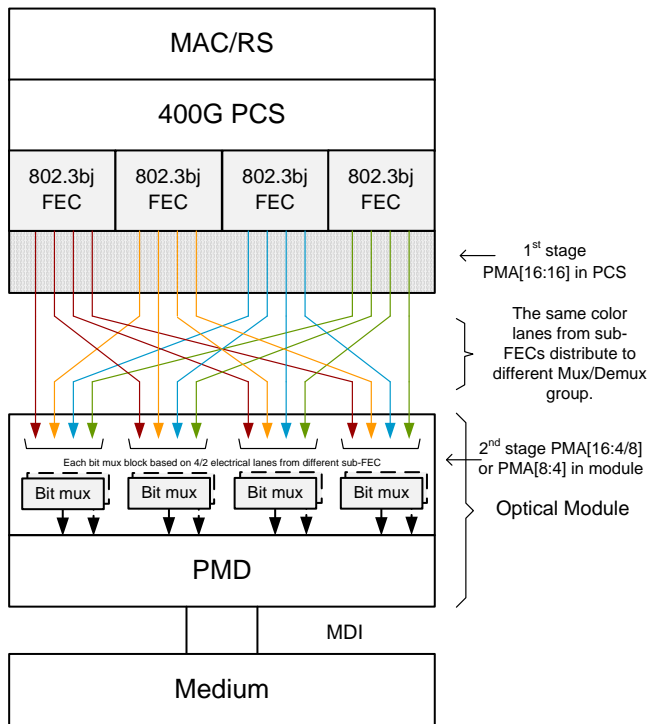 MAC/RS
400G PCS
802.3bj
FEC
802.3bj
FEC
802.3bj
FEC
802.3bj
FEC
1st stage
PMA[16:16] in PCS
The same color
lanes from sub-
FECs distribute to
different Mux/Demux
group.
Each bit mux block based on 4/2 electrical lanes from different sub-FEC
2nd stage PMA[16:4/8]
or PMA[8:4] in module
Bit mux
Bit mux
Bit mux
Bit mux
Optical Module
PMD
MDI
Medium